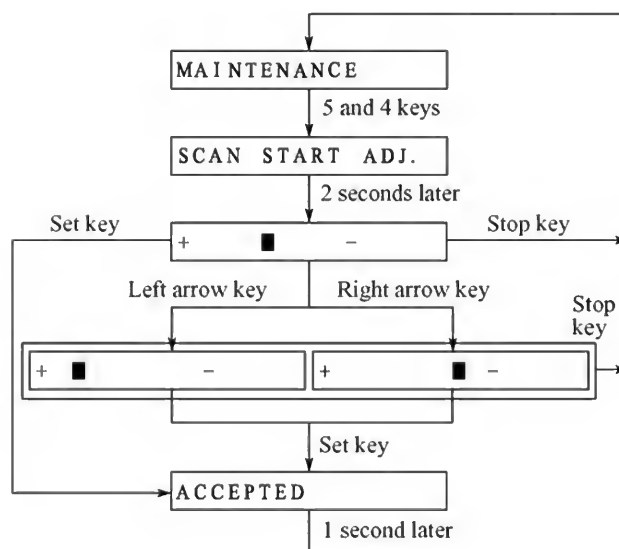 MAINTENANCE
5 and 4 keys
SCAN START ADJ.
2 seconds later
Set key
+ ■ −
Stop key
Left arrow key
Right arrow key
Stop
key
+ ■ −
+ ■ −
Set key
ACCEPTED
1 second later